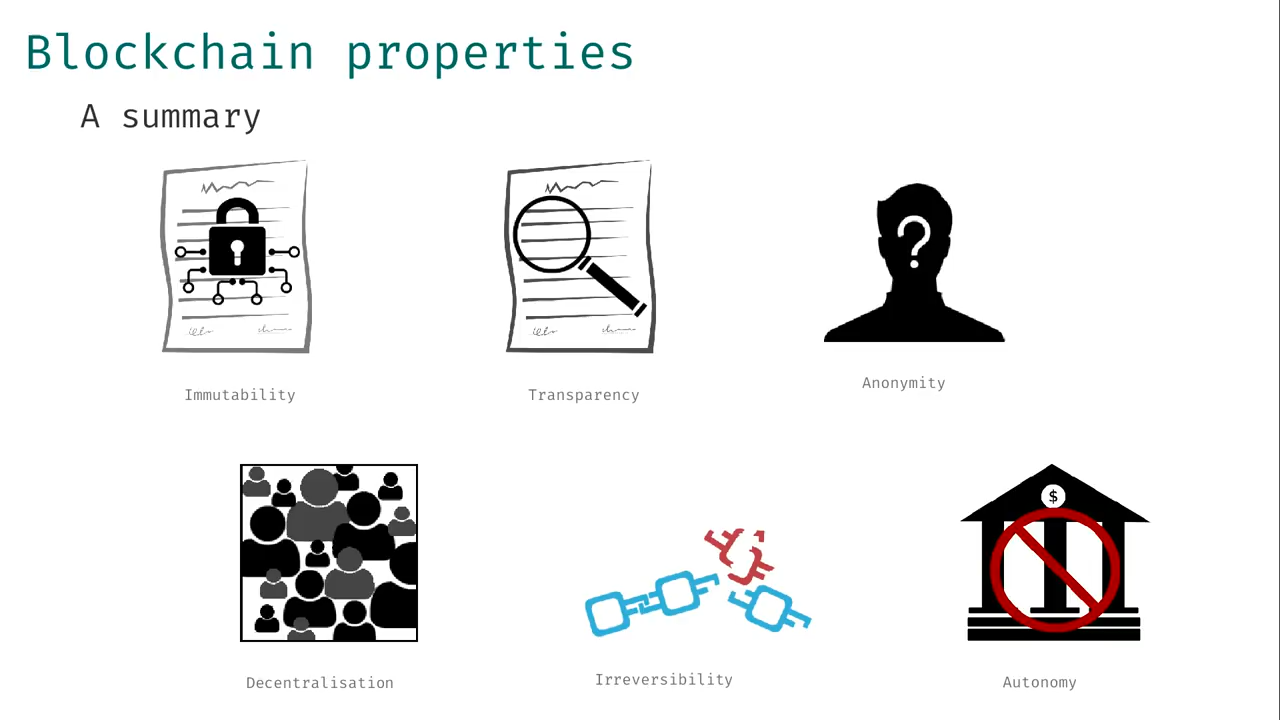 Blockchain properties
A summary
Immutability
Transparency
?
Anonymity
$
Decentralisation
Irreversibility
Autonomy